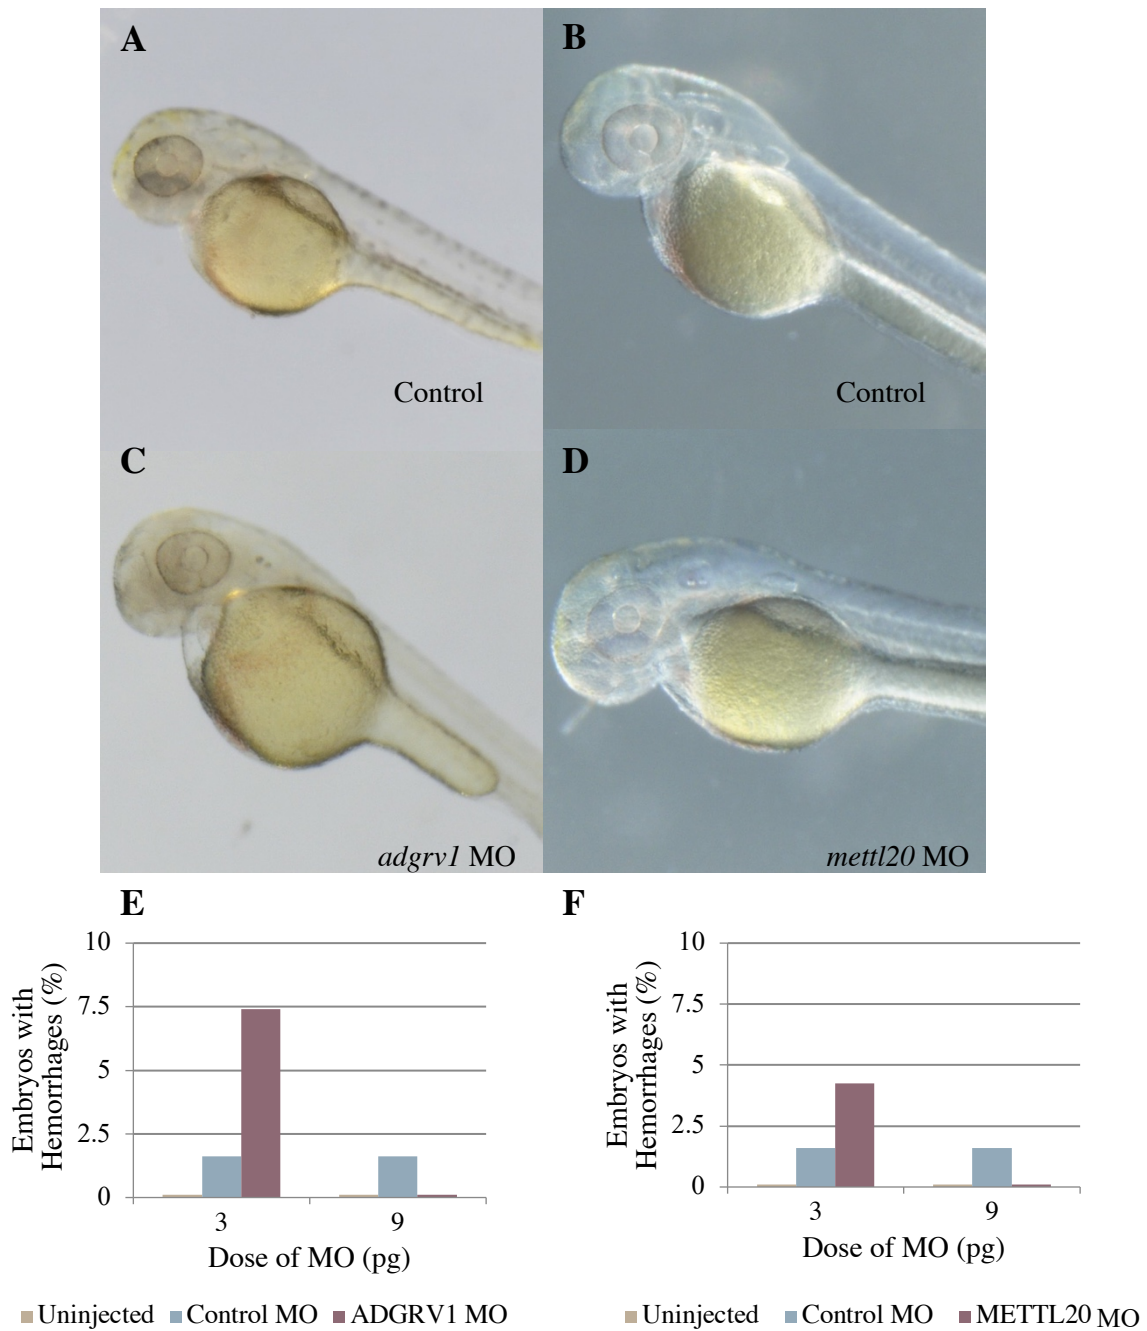 A
B
Control
Control
C
D
adgrv1 MO
mettl20 MO
E
F
Embryos with
Hemorrhages (%)
10
7.5
5
2.5
0
3
9
Dose of MO (pg)
Uninjected
Control MO
ADGRV1 MO
Embryos with
Hemorrhages (%)
10
7.5
5
2.5
0
3
9
Dose of MO (pg)
Uninjected
Control MO
METTL20 MO